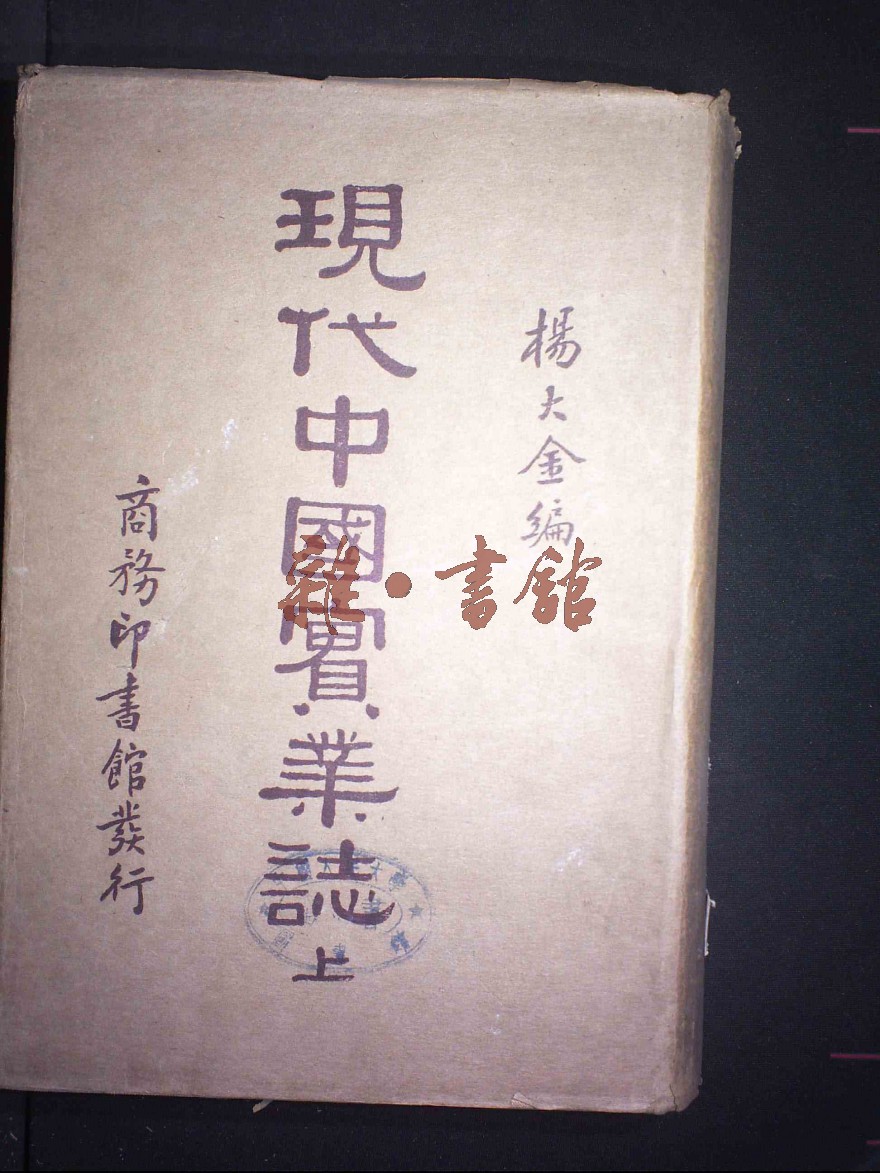 楊大金編
現代中國實業誌 上
商務印書館發行
雜·書館